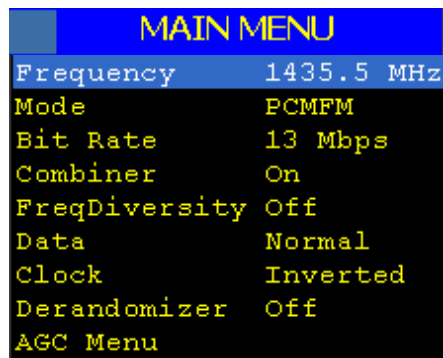 MAIN MENU
Frequency 1435.5 MHz
Mode PCMFM
Bit Rate 13 Mbps
Combiner On
FreqDiversity Off
Data Normal
Clock Inverted
Derandomizer Off
AGC Menu